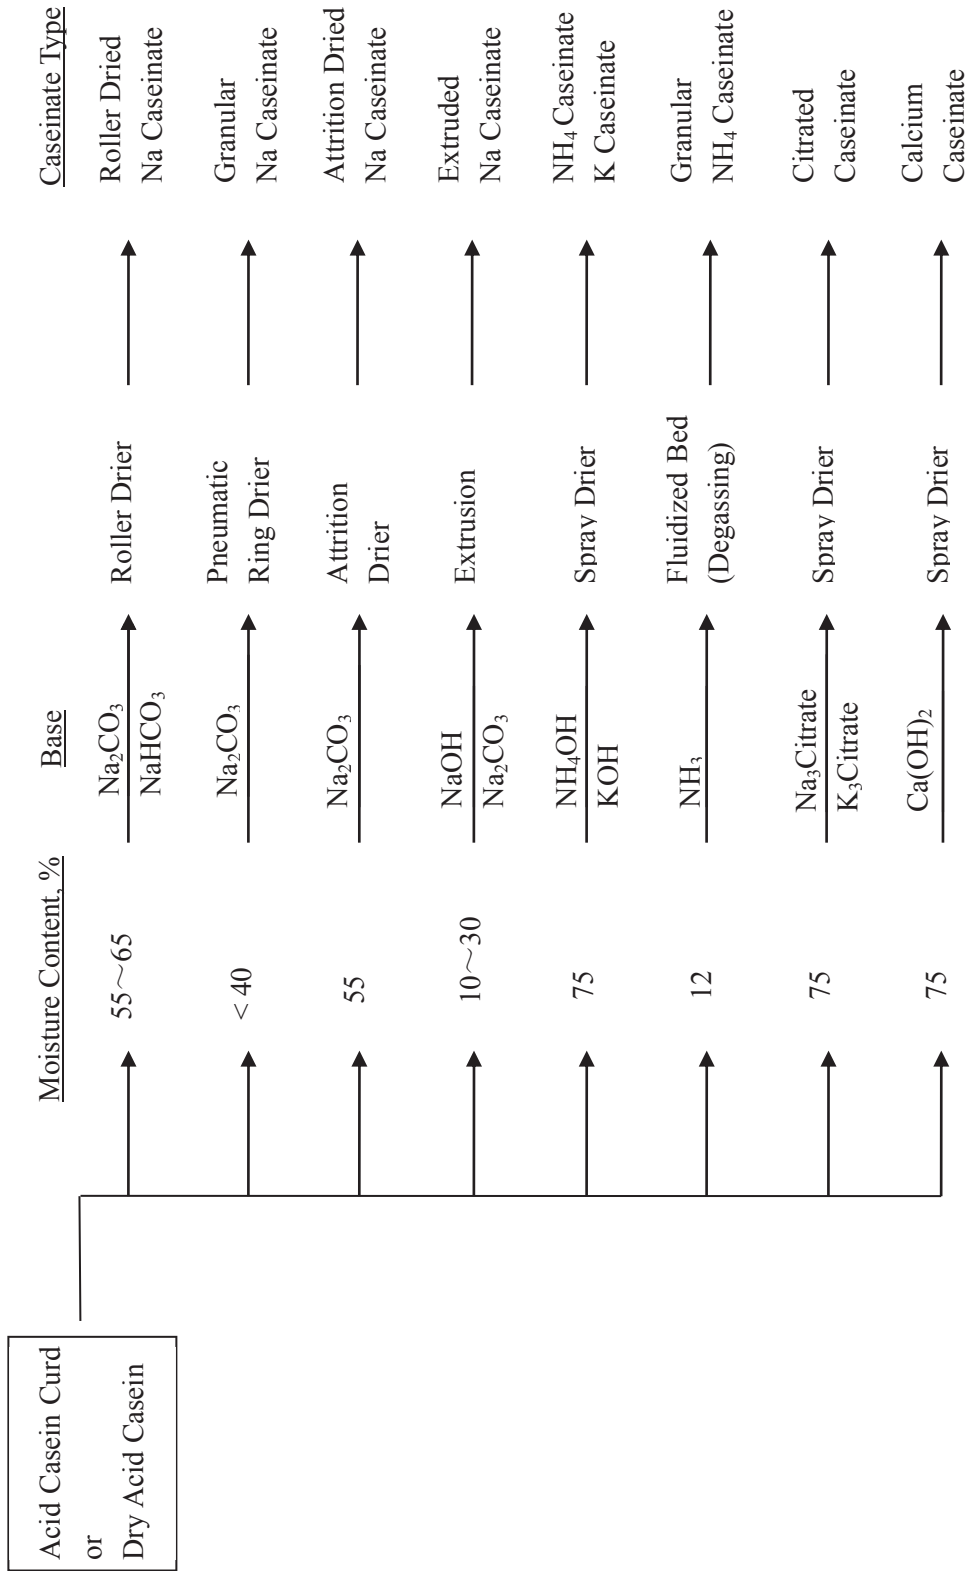 Acid Casein Curd
or
Dry Acid Casein
Moisture Content, %
Base
Caseinate Type
55～65
Na₂CO₃
NaHCO₃
Roller Drier
Roller Dried
Na Caseinate
< 40
Na₂CO₃
Pneumatic
Ring Drier
Granular
Na Caseinate
55
Na₂CO₃
Attrition
Drier
Attrition Dried
Na Caseinate
10～30
NaOH
Na₂CO₃
Extrusion
Extruded
Na Caseinate
75
NH₄OH
KOH
Spray Drier
NH₄ Caseinate
K Caseinate
12
NH₃
Fluidized Bed
(Degassing)
Granular
NH₄ Caseinate
75
Na₃Citrate
K₃Citrate
Spray Drier
Citrated
Caseinate
75
Ca(OH)₂
Spray Drier
Calcium
Caseinate